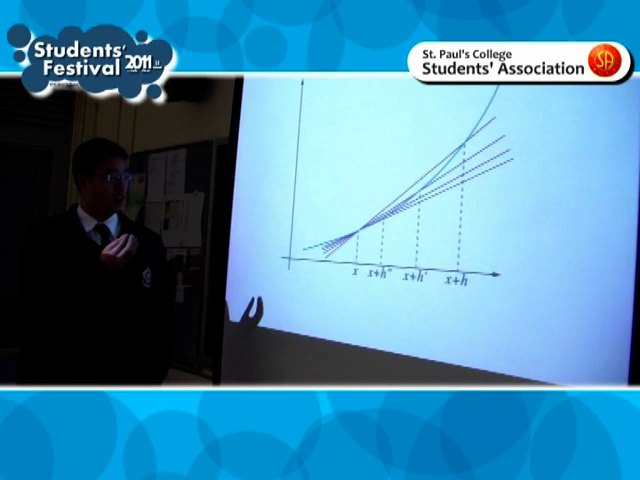 Students'
Festival 2011
St. Paul's College
Students' Association
SA
x x+h" x+h' x+h